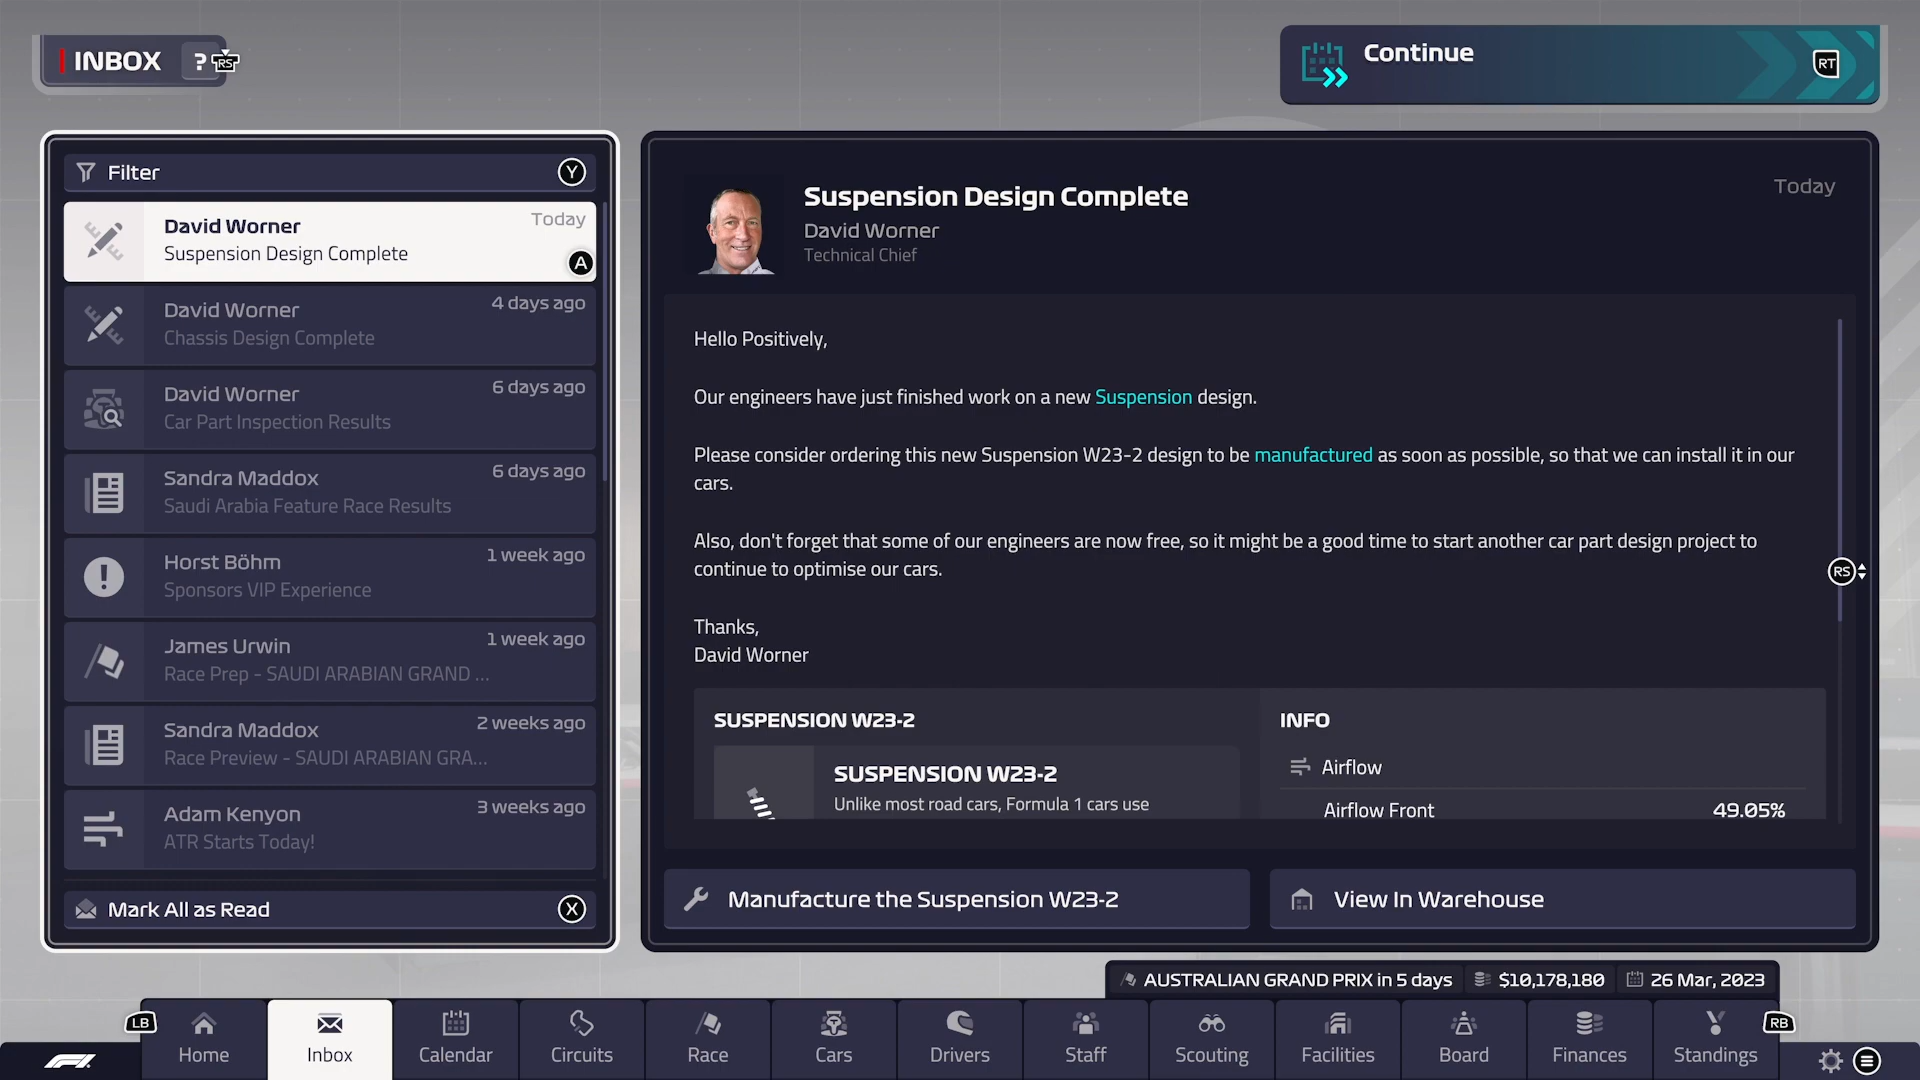 INBOX
?
RS
Continue
RT
Filter
Y
David Worner
Today
Suspension Design Complete
A
David Worner
4 days ago
Chassis Design Complete
David Worner
6 days ago
Car Part Inspection Results
Sandra Maddox
6 days ago
Saudi Arabia Feature Race Results
Horst Böhm
1 week ago
Sponsors VIP Experience
James Urwin
1 week ago
Race Prep - SAUDI ARABIAN GRAND ...
Sandra Maddox
2 weeks ago
Race Preview - SAUDI ARABIAN GRA...
Adam Kenyon
3 weeks ago
ATR Starts Today!
Mark All as Read
X
Suspension Design Complete
Today
David Worner
Technical Chief
Hello Positively,
Our engineers have just finished work on a new Suspension design.
Please consider ordering this new Suspension W23-2 design to be manufactured as soon as possible, so that we can install it in our
cars.
Also, don't forget that some of our engineers are now free, so it might be a good time to start another car part design project to
continue to optimise our cars.
RS
Thanks,
David Worner
SUSPENSION W23-2
INFO
SUSPENSION W23-2
Unlike most road cars, Formula 1 cars use
Airflow
Airflow Front
49.05%
Manufacture the Suspension W23-2
View In Warehouse
AUSTRALIAN GRAND PRIX in 5 days
$10,178,180
26 Mar, 2023
LB
Home
Inbox
Calendar
Circuits
Race
Cars
Drivers
Staff
Scouting
Facilities
Board
Finances
Standings
RB
F1